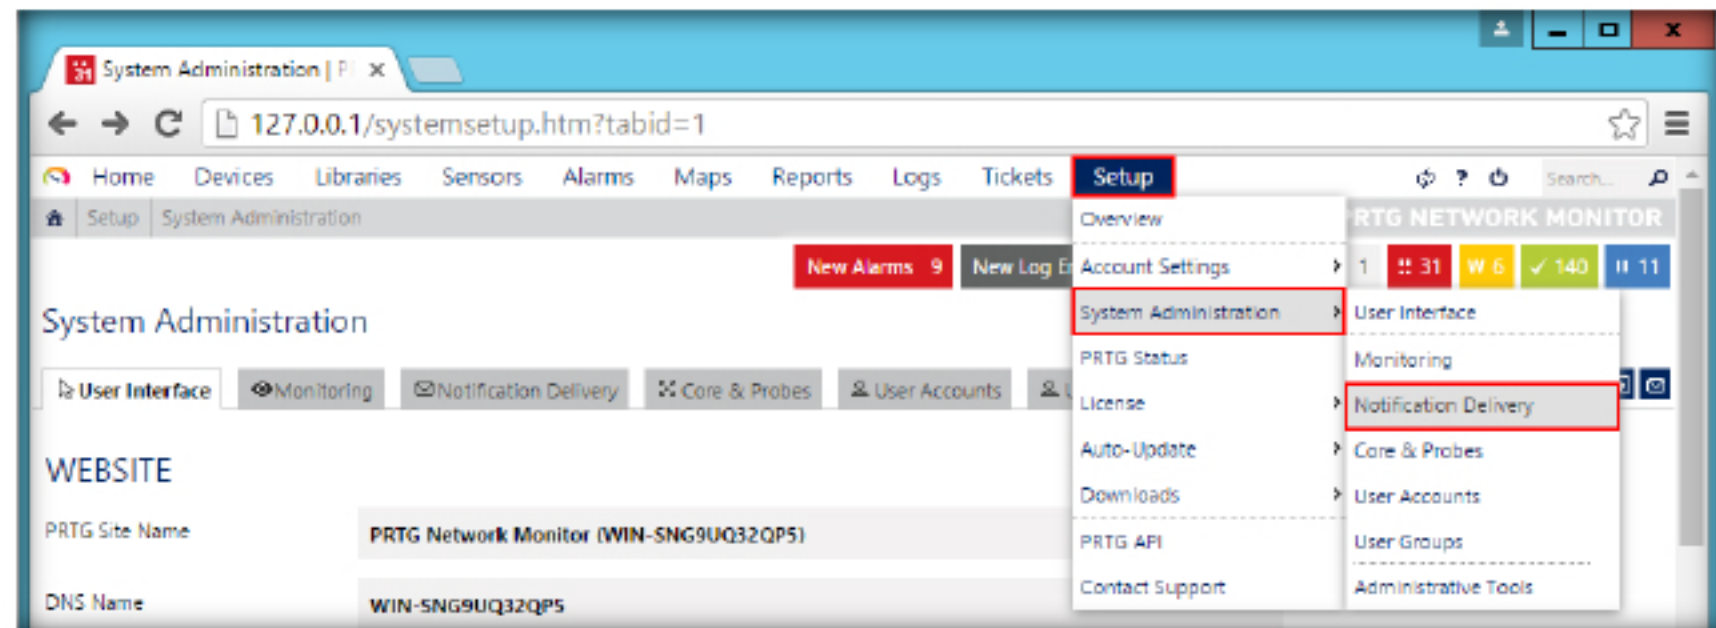 System Administration | P
127.0.0.1/systemsetup.htm?tabid=1
Home Devices Libraries Sensors Alarms Maps Reports Logs Tickets Setup ? Search...
Setup System Administration Overview PRTG NETWORK MONITOR
New Alarms 9 New Log En Account Settings 1 31 W 6 140 11
System Administration System Administration User Interface
PRTG Status Monitoring
User Interface Monitoring Notification Delivery Core & Probes User Accounts U License Notification Delivery
WEBSITE Auto-Update Core & Probes
Downloads User Accounts
PRTG Site Name PRTG Network Monitor (WIN-SNG9UQ32QP5) PRTG API User Groups
DNS Name WIN-SNG9UQ32QP5 Contact Support Administrative Tools